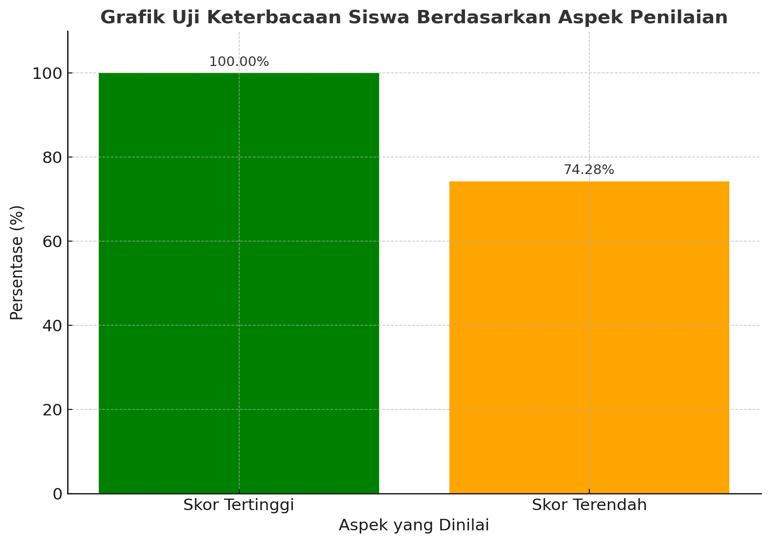 Grafik Uji Keterbacaan Siswa Berdasarkan Aspek Penilaian
100.00%
74.28%
100
80
60
40
20
0
Persentase (%)
Skor Tertinggi
Skor Terendah
Aspek yang Dinilai